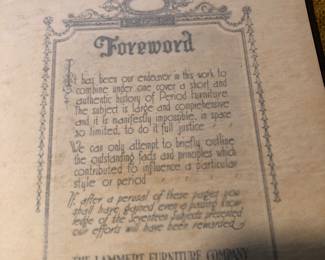 Foreword
It has been our endeavor in this work to
combine under one cover a short and
authentic history of Period Furniture.
The subject is large and comprehensive
and it is manifestly impossible, in space
so limited, to do it full justice
We can only attempt to briefly outline
the outstanding facts and principles which
contributed to influence a particular
style or period
If after a perusal of these pages you
shall have gained even a passing know-
ledge of the Seventeen Subjects presented
our efforts will have been rewarded
THE LAMMERT FURNITURE COMPANY